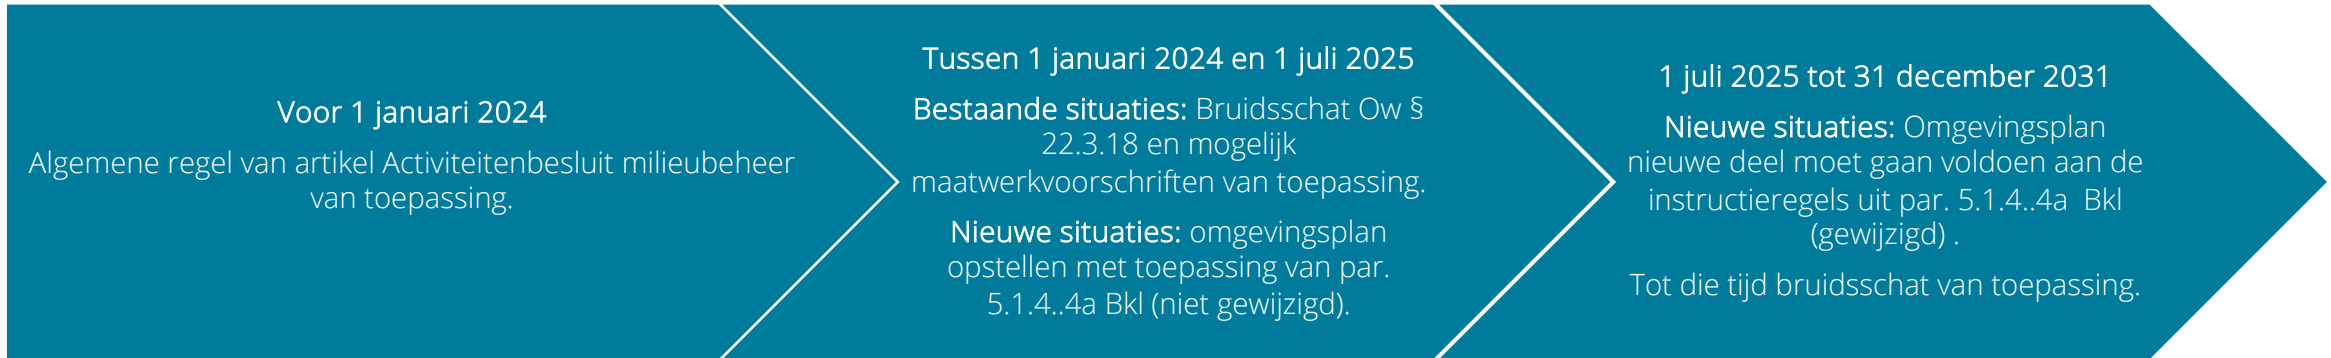 Voor 1 januari 2024
Algemene regel van artikel Activiteitenbesluit milieubeheer
van toepassing.
Tussen 1 januari 2024 en 1 juli 2025
Bestaande situaties: Bruidsschat Ow §
22.3.18 en mogelijk
maatwerkvoorschriften van toepassing.
Nieuwe situaties: omgevingsplan
opstellen met toepassing van par.
5.1.4..4a Bkl (niet gewijzigd).
1 juli 2025 tot 31 december 2031
Nieuwe situaties: Omgevingsplan
nieuwe deel moet gaan voldoen aan de
instructieregels uit par. 5.1.4..4a  Bkl
(gewijzigd) .
Tot die tijd bruidsschat van toepassing.